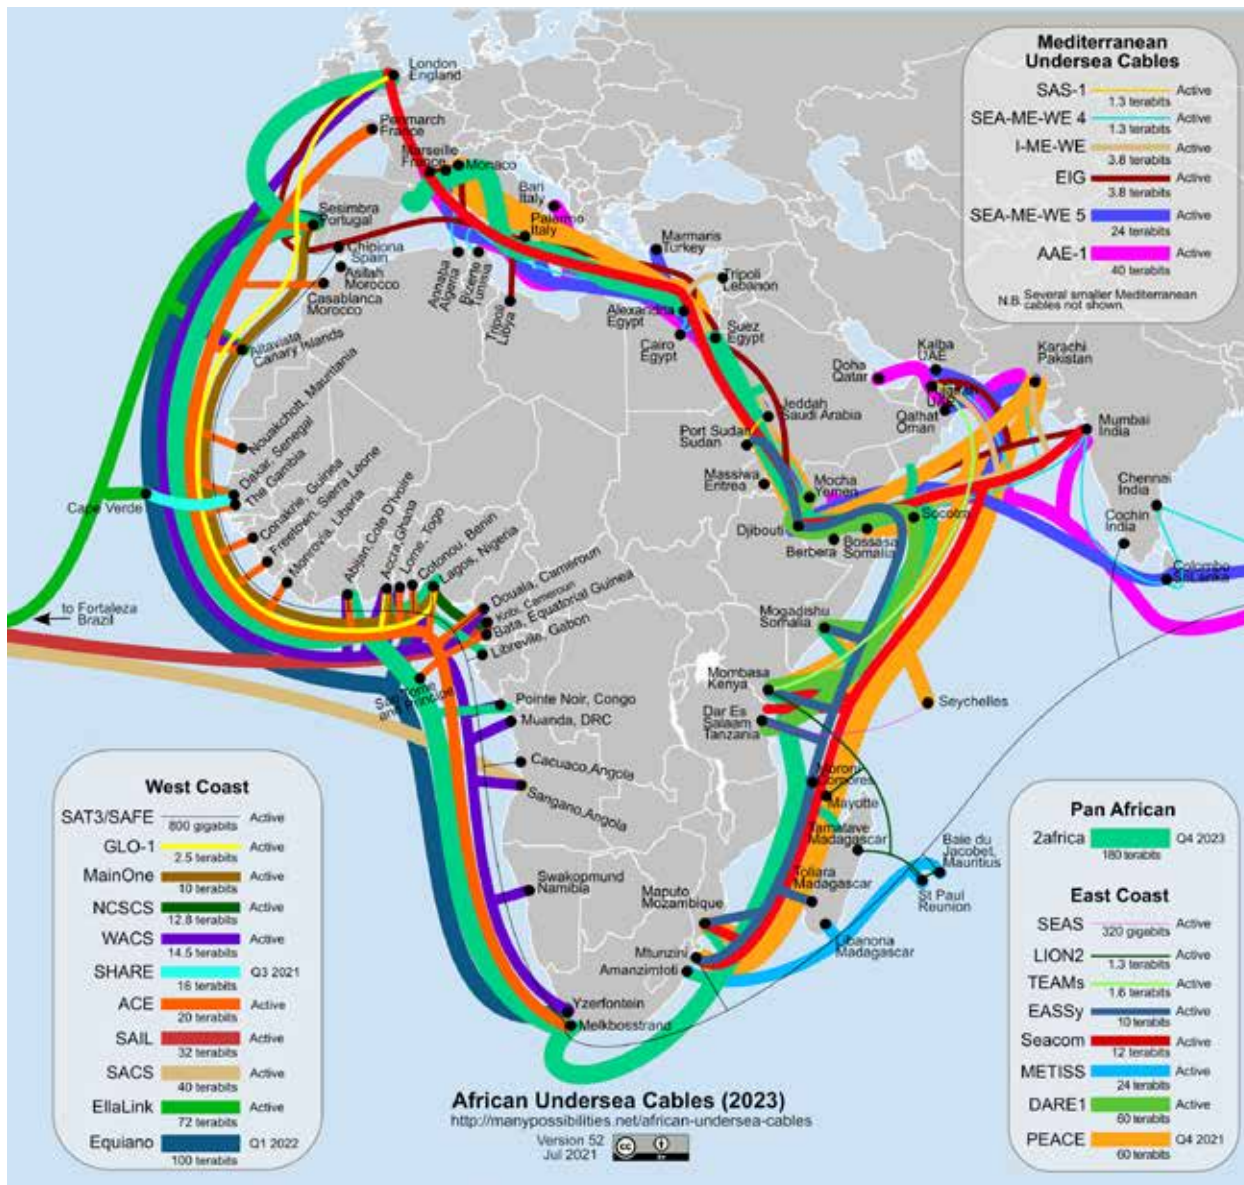 London
England
Penmarch
France
Marseille
France
Monaco
Bari
Italy
Palermo
Italy
Sesimbra
Portugal
Chipiona
Spain
Asilah
Morocco
Casablanca
Morocco
Annaba
Algeria
Bizerte
Tunisia
Tripoli
Libya
Marmaris
Turkey
Tripoli
Lebanon
Alexandria
Egypt
Cairo
Egypt
Suez
Egypt
Altavista
Canary Islands
Doha
Qatar
Kalba
UAE
UAE
Qalhat
Oman
Karachi
Pakistan
Mumbai
India
Chennai
India
Cochin
India
Colombo
Sri Lanka
Jeddah
Saudi Arabia
Port Sudan
Sudan
Massiwa
Eritrea
Mocha
Yemen
Djibouti
Berbera
Bossasa
Somalia
Socotra
Nouakchott, Mauritania
Dakar, Senegal
The Gambia
Cape Verde
Conakrie, Guinea
Freetown, Sierra Leone
Monrovia, Liberia
Abijan, Cote D'Ivoire
Accra, Ghana
Lome, Togo
Cotonou, Benin
Lagos, Nigeria
Douala, Cameroun
Kribi, Cameroun
Bata, Equatorial Guinea
Libreville, Gabon
to Fortaleza
Brazil
Sao Tome
and Principe
Pointe Noir, Congo
Muanda, DRC
Cacuaco, Angola
Sangano, Angola
Swakopmund
Namibia
Yzerfontein
Melkbosstrand
Mogadishu
Somalia
Mombasa
Kenya
Dar Es
Salaam
Tanzania
Seychelles
Moroni
Comores
Mayotte
Tamatave
Madagascar
Toliara
Madagascar
Baie du
Jacobet,
Mauritius
St Paul
Reunion
Libanona
Madagascar
Maputo
Mozambique
Mtunzini
Amanzimtoti
Mediterranean
Undersea Cables
SAS-1 Active
1.3 terabits
SEA-ME-WE 4 Active
1.3 terabits
I-ME-WE Active
3.8 terabits
EIG Active
3.8 terabits
SEA-ME-WE 5 Active
24 terabits
AAE-1 Active
40 terabits
N.B. Several smaller Mediterranean
cables not shown.
West Coast
SAT3/SAFE Active
800 gigabits
GLO-1 Active
2.5 terabits
MainOne Active
10 terabits
NCSCS Active
12.8 terabits
WACS Active
14.5 terabits
SHARE Q3 2021
16 terabits
ACE Active
20 terabits
SAIL Active
32 terabits
SACS Active
40 terabits
EllaLink Active
72 terabits
Equiano Q1 2022
100 terabits
Pan African
2africa Q4 2023
180 terabits
East Coast
SEAS Active
320 gigabits
LION2 Active
1.3 terabits
TEAMs Active
1.6 terabits
EASSy Active
10 terabits
Seacom Active
12 terabits
METISS Active
24 terabits
DARE1 Active
60 terabits
PEACE Q4 2021
60 terabits
African Undersea Cables (2023)
http://manypossibilities.net/african-undersea-cables
Version 52
Jul 2021
cc